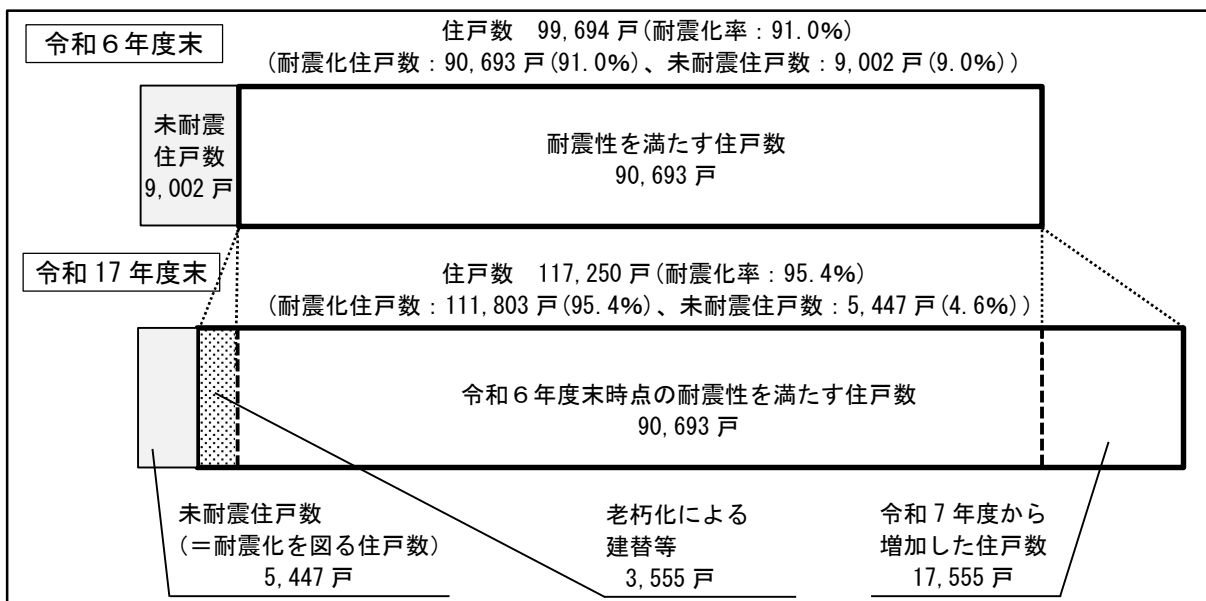 令和６年度末
住戸数　99,694 戸(耐震化率：91.0%)
(耐震化住戸数：90,693 戸(91.0%)、未耐震住戸数：9,002 戸(9.0%))
未耐震
住戸数
9,002 戸
耐震性を満たす住戸数
90,693 戸
令和 17 年度末
住戸数　117,250 戸(耐震化率：95.4%)
(耐震化住戸数：111,803 戸(95.4%)、未耐震住戸数：5,447 戸(4.6%))
令和６年度末時点の耐震性を満たす住戸数
90,693 戸
未耐震住戸数
(＝耐震化を図る住戸数)
5,447 戸
老朽化による
建替等
3,555 戸
令和７年度から
増加した住戸数
17,555 戸